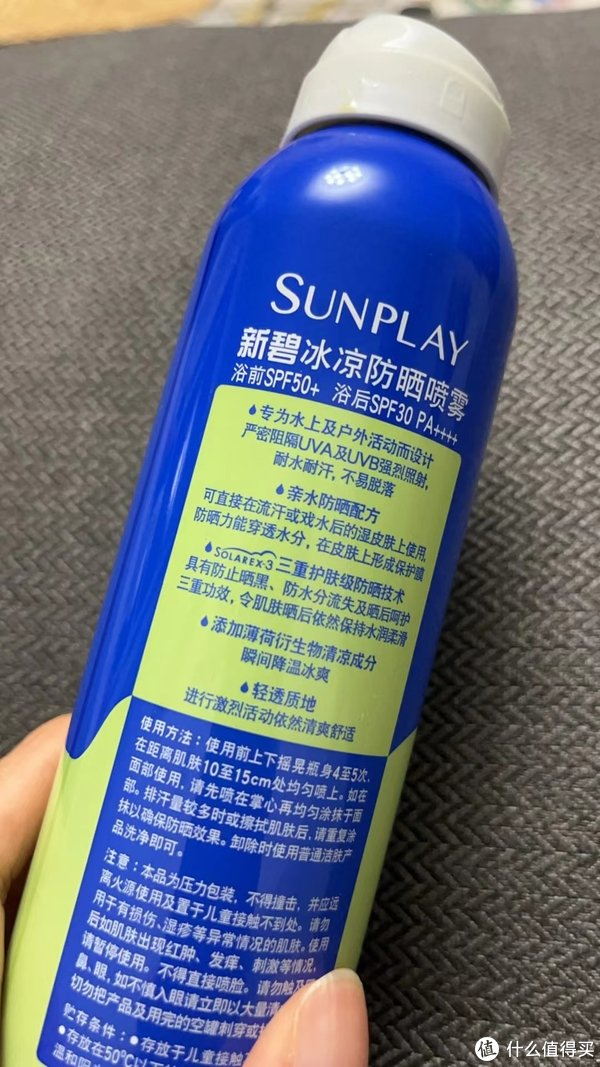 SUNPLAY
新碧冰凉防晒喷雾
浴前SPF50+ 浴后SPF30 PA++++
专为水上及户外活动而设计
严密阻隔UVA及UVB强烈照射,
耐水耐汗, 不易脱落
亲水防晒配方
可直接在流汗或戏水后的湿皮肤上使用,
防晒力能穿透水分, 在皮肤上形成保护膜
SOLAREX-3 三重护肤级防晒技术
具有防止晒黑、防水分流失及晒后呵护
三重功效, 令肌肤晒后依然保持水润柔滑
添加薄荷衍生物清凉成分
瞬间降温冰爽
轻透质地
进行激烈活动依然清爽舒适
使用方法: 使用前上下摇晃瓶身4至5次,
在距离肌肤10至15cm处均匀喷上。如在
面部使用, 请先喷在掌心再均匀涂抹于面
部。排汗量较多时或擦拭肌肤后, 请重复涂
抹以确保防晒效果。卸除时使用普通洁肤产
品洗净即可。
注意: 本品为压力包装, 不得撞击, 并应远
离火源使用及置于儿童接触不到处。请勿
用于有损伤、湿疹等异常情况的肌肤。使用
后如肌肤出现红肿、发痒、刺激等情况,
请暂停使用。不得直接喷脸。请勿触及
鼻、眼, 如不慎入眼请立即以大量清
切勿把产品及用完的空罐刺穿或
贮存条件: ●存放于儿童接触
●存放在50℃以下
温和阳
值 什么值得买